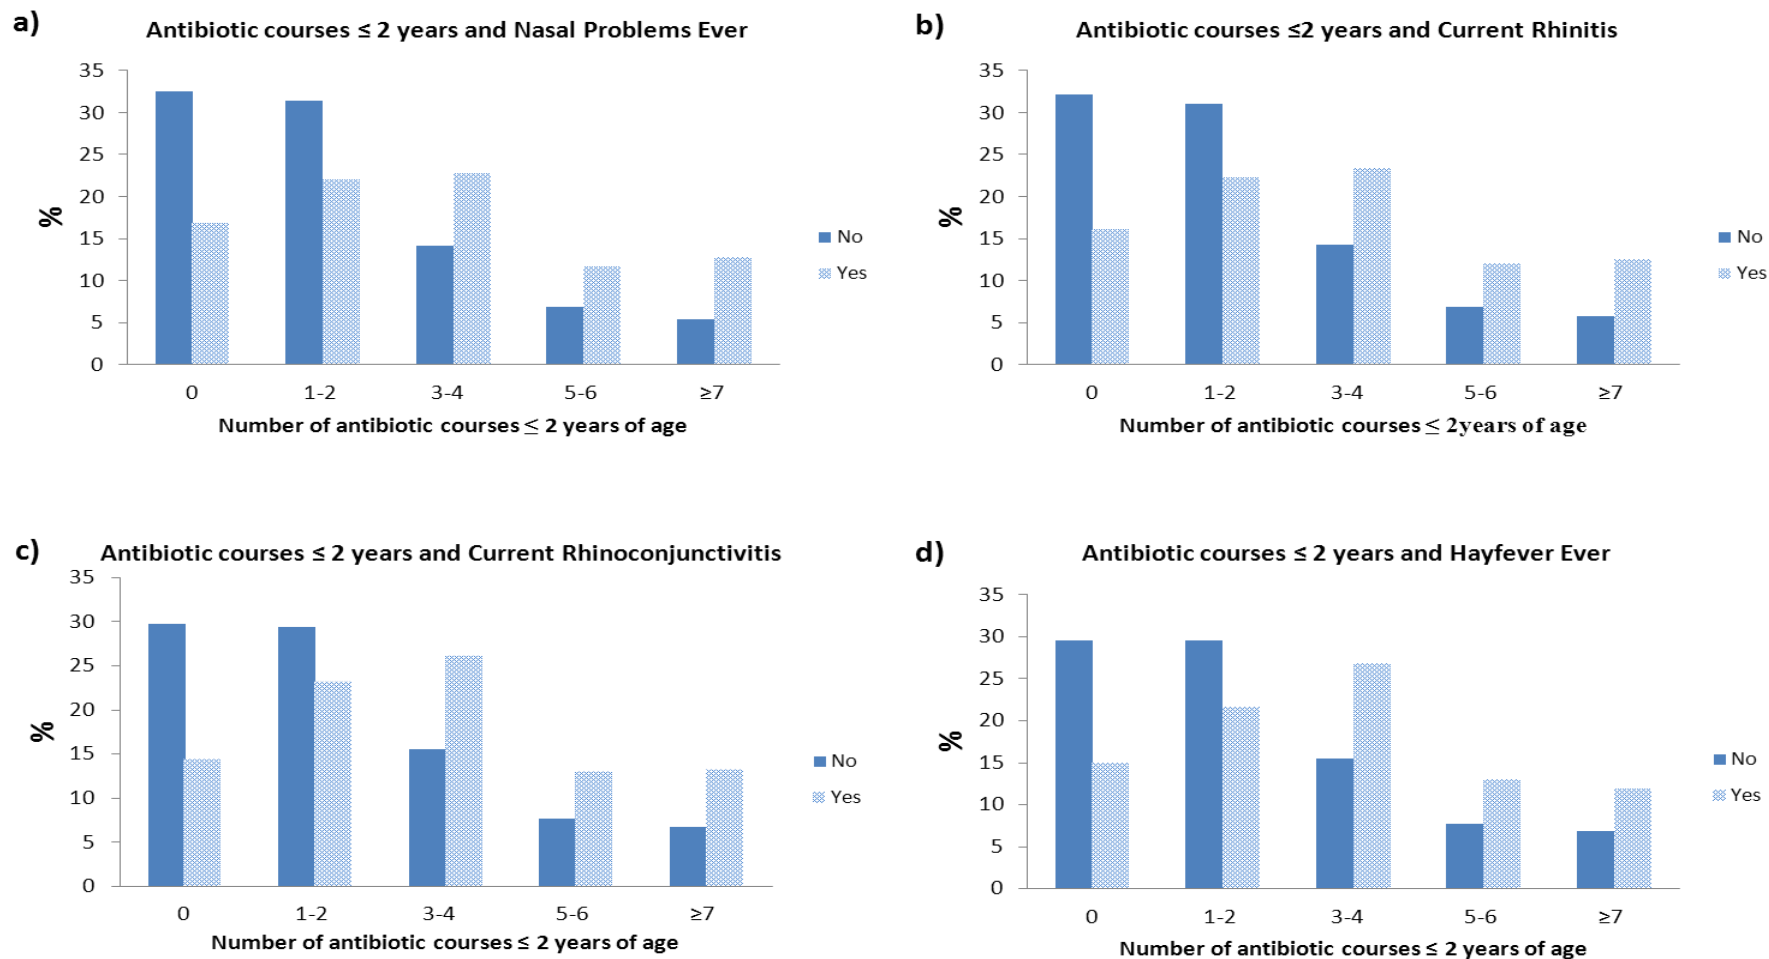 a)
Antibiotic courses ≤ 2 years and Nasal Problems Ever
35
30
25
20
15
10
5
0
%
0 1-2 3-4 5-6 ≥7
Number of antibiotic courses ≤ 2 years of age
No
Yes
b)
Antibiotic courses ≤2 years and Current Rhinitis
35
30
25
20
15
10
5
0
%
0 1-2 3-4 5-6 ≥7
Number of antibiotic courses ≤ 2years of age
No
Yes
c)
Antibiotic courses ≤ 2 years and Current Rhinoconjunctivitis
35
30
25
20
15
10
5
0
%
0 1-2 3-4 5-6 ≥7
Number of antibiotic courses ≤ 2 years of age
No
Yes
d)
Antibiotic courses ≤ 2 years and Hayfever Ever
35
30
25
20
15
10
5
0
%
0 1-2 3-4 5-6 ≥7
Number of antibiotic courses ≤ 2 years of age
No
Yes